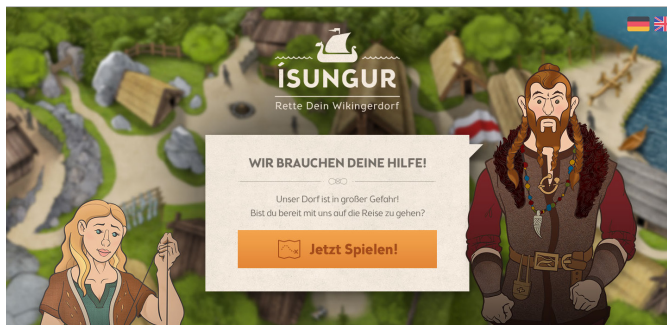 ÍSUNGUR
Rette Dein Wikingerdorf
WIR BRAUCHEN DEINE HILFE!
Unser Dorf ist in großer Gefahr!
Bist du bereit mit uns auf die Reise zu gehen?
Jetzt Spielen!